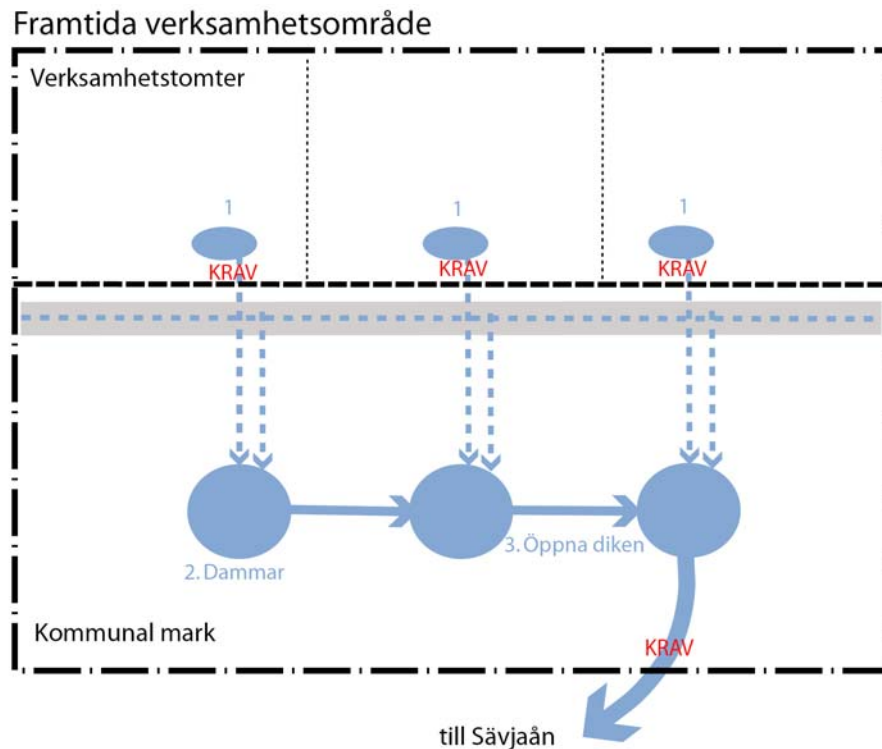 Framtida verksamhetsområde
Verksamhetstomter
1 1 1
KRAV KRAV KRAV
3. Öppna diken
2. Dammar
Kommunal mark
KRAV
till Sävjaån